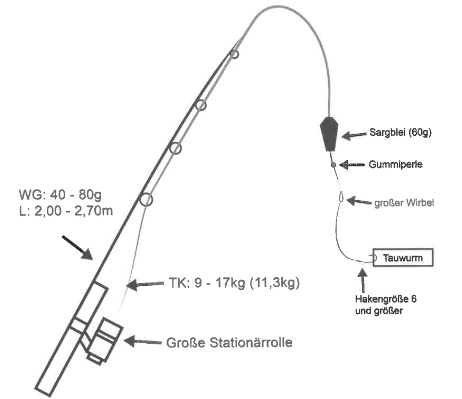 Sargblei (60g)
Gummiperle
großer Wirbel
WG: 40 - 80g
L: 2,00 - 2,70m
Tauwurm
TK: 9 - 17kg (11,3kg)
Hakengröße 6
und größer
Große Stationärrolle